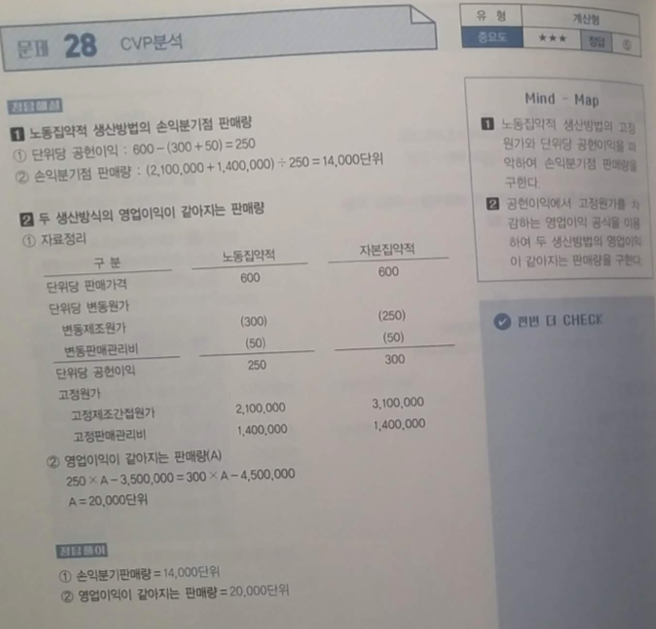 문제 28 CVP분석
유 형 계산형
중요도 ★★★ 정답 ⑤
정답해설
1 노동집약적 생산방법의 손익분기점 판매량
① 단위당 공헌이익 : 600-(300+50)=250
② 손익분기점 판매량 : (2,100,000+1,400,000)÷250=14,000단위
2 두 생산방식의 영업이익이 같아지는 판매량
① 자료정리
구 분 노동집약적 자본집약적
단위당 판매가격 600 600
단위당 변동원가
변동제조원가 (300) (250)
변동판매관리비 (50) (50)
단위당 공헌이익 250 300
고정원가
고정제조간접원가 2,100,000 3,100,000
고정판매관리비 1,400,000 1,400,000
② 영업이익이 같아지는 판매량(A)
250×A-3,500,000=300×A-4,500,000
A=20,000단위
정답풀이
① 손익분기판매량=14,000단위
② 영업이익이 같아지는 판매량=20,000단위
Mind - Map
1 노동집약적 생산방법의 고정
원가와 단위당 공헌이익을 파
악하여 손익분기점 판매량을
구한다.
2 공헌이익에서 고정원가를 차
감하는 영업이익 공식을 이용
하여 두 생산방법의 영업이익
이 같아지는 판매량을 구한다.
한번 더 CHECK